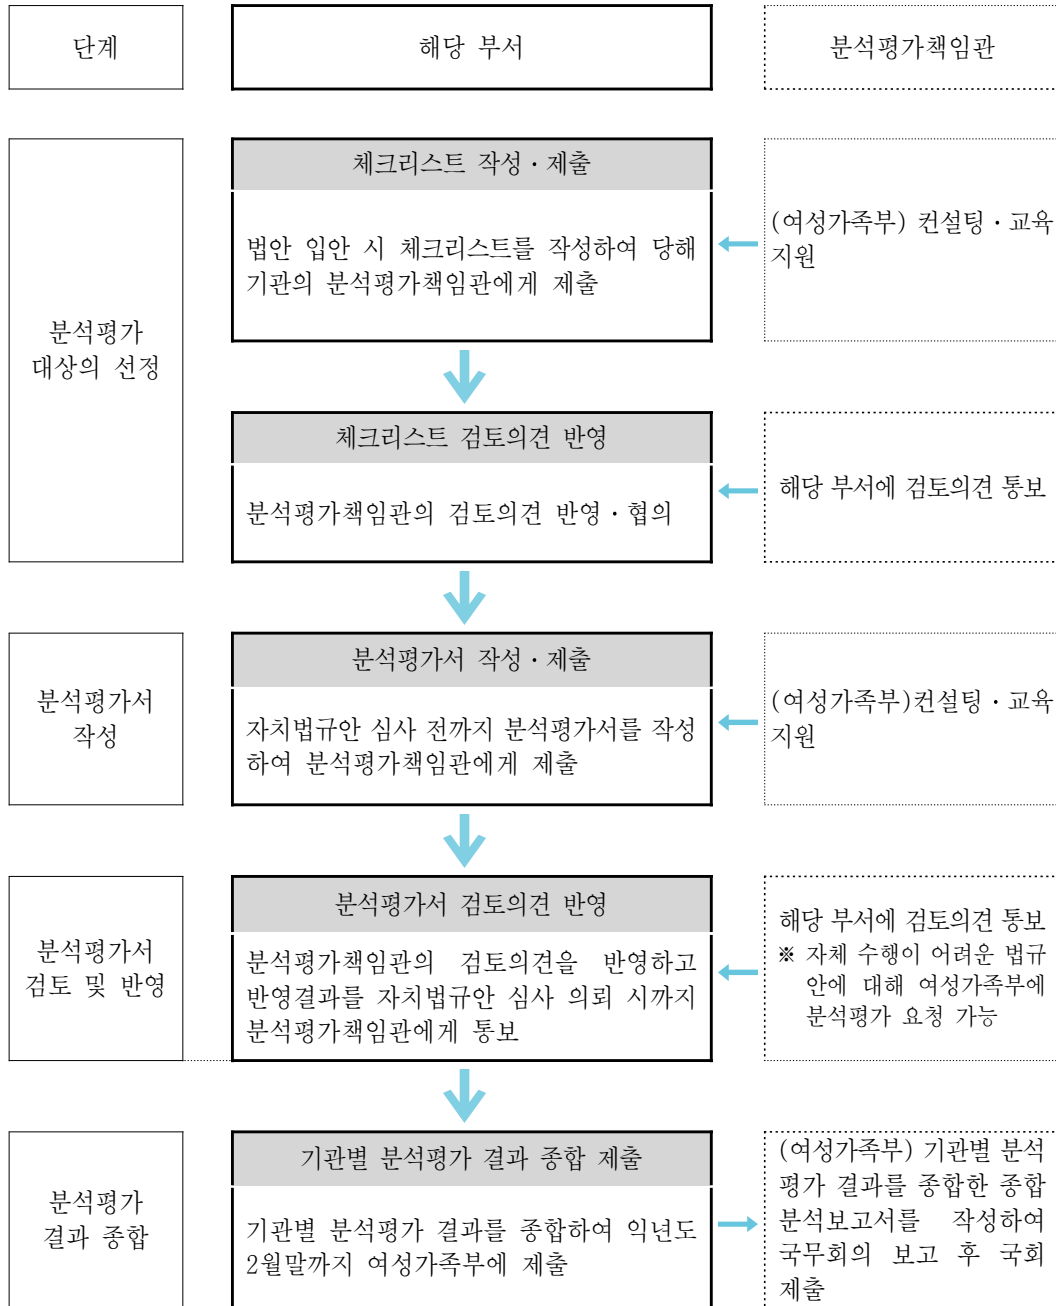 단계
해당 부서
분석평가책임관
분석평가
대상의 선정
체크리스트 작성·제출
법안 입안 시 체크리스트를 작성하여 당해
기관의 분석평가책임관에게 제출
(여성가족부) 컨설팅·교육
지원
체크리스트 검토의견 반영
분석평가책임관의 검토의견 반영·협의
해당 부서에 검토의견 통보
분석평가서
작성
분석평가서 작성·제출
자치법규안 심사 전까지 분석평가서를 작성
하여 분석평가책임관에게 제출
(여성가족부)컨설팅·교육
지원
분석평가서
검토 및 반영
분석평가서 검토의견 반영
분석평가책임관의 검토의견을 반영하고
반영결과를 자치법규안 심사 의뢰 시까지
분석평가책임관에게 통보
해당 부서에 검토의견 통보
※ 자체 수행이 어려운 법규
안에 대해 여성가족부에
분석평가 요청 가능
분석평가
결과 종합
기관별 분석평가 결과 종합 제출
기관별 분석평가 결과를 종합하여 익년도
2월말까지 여성가족부에 제출
(여성가족부) 기관별 분석
평가 결과를 종합한 종합
분석보고서를 작성하여
국무회의 보고 후 국회
제출